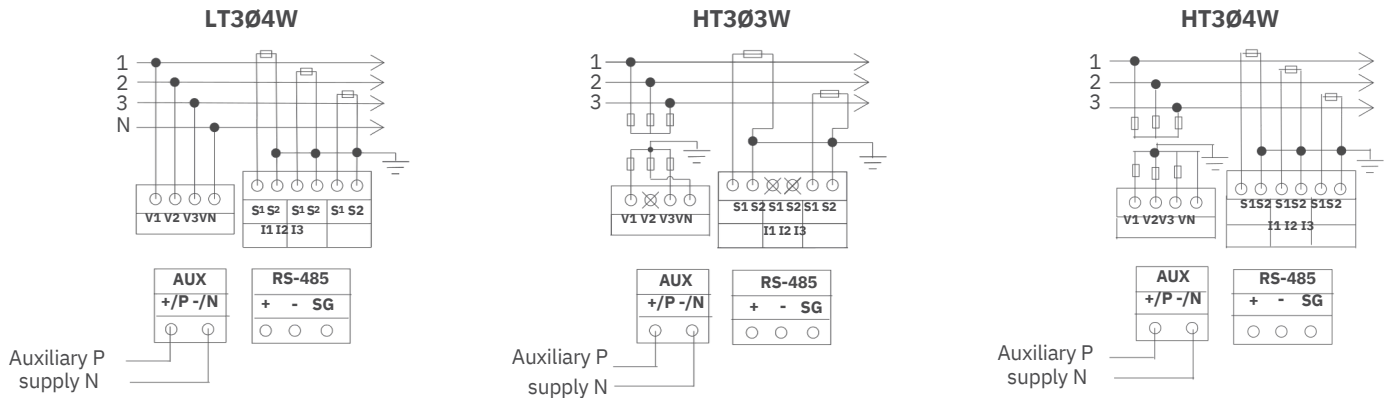 LT3Ø4W
1
2
3
N
V1 V2 V3VN
S1 S2 S1 S2 S1 S2
I1 I2 I3
AUX
+/P -/N
RS-485
+ - SG
Auxiliary P
supply N
HT3Ø3W
1
2
3
V1 V2 V3VN
S1 S2 S1 S2 S1 S2
I1 I2 I3
AUX
+/P -/N
RS-485
+ - SG
Auxiliary P
supply N
HT3Ø4W
1
2
3
V1 V2V3 VN
S1S2 S1S2 S1S2
I1 I2 I3
AUX
+/P -/N
RS-485
+ - SG
Auxiliary P
supply N